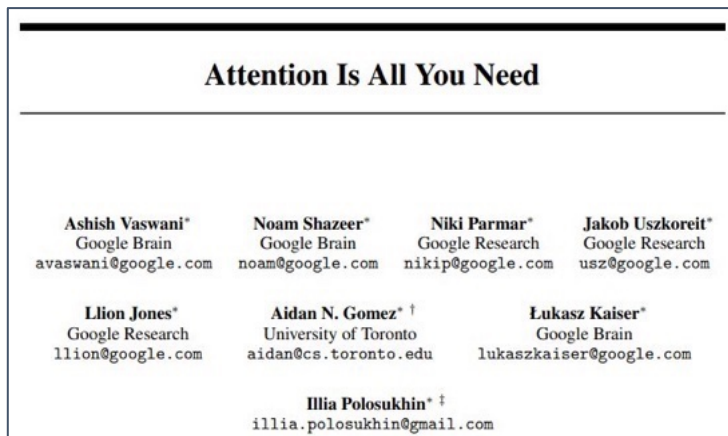 Attention Is All You Need
Ashish Vaswani* Noam Shazeer* Niki Parmar* Jakob Uszkoreit*
Google Brain Google Brain Google Research Google Research
avaswani@google.com noam@google.com nikip@google.com usz@google.com
Llion Jones* Aidan N. Gomez* † Łukasz Kaiser*
Google Research University of Toronto Google Brain
llion@google.com aidan@cs.toronto.edu lukaszkaiser@google.com
Illia Polosukhin* ‡
illia.polosukhin@gmail.com